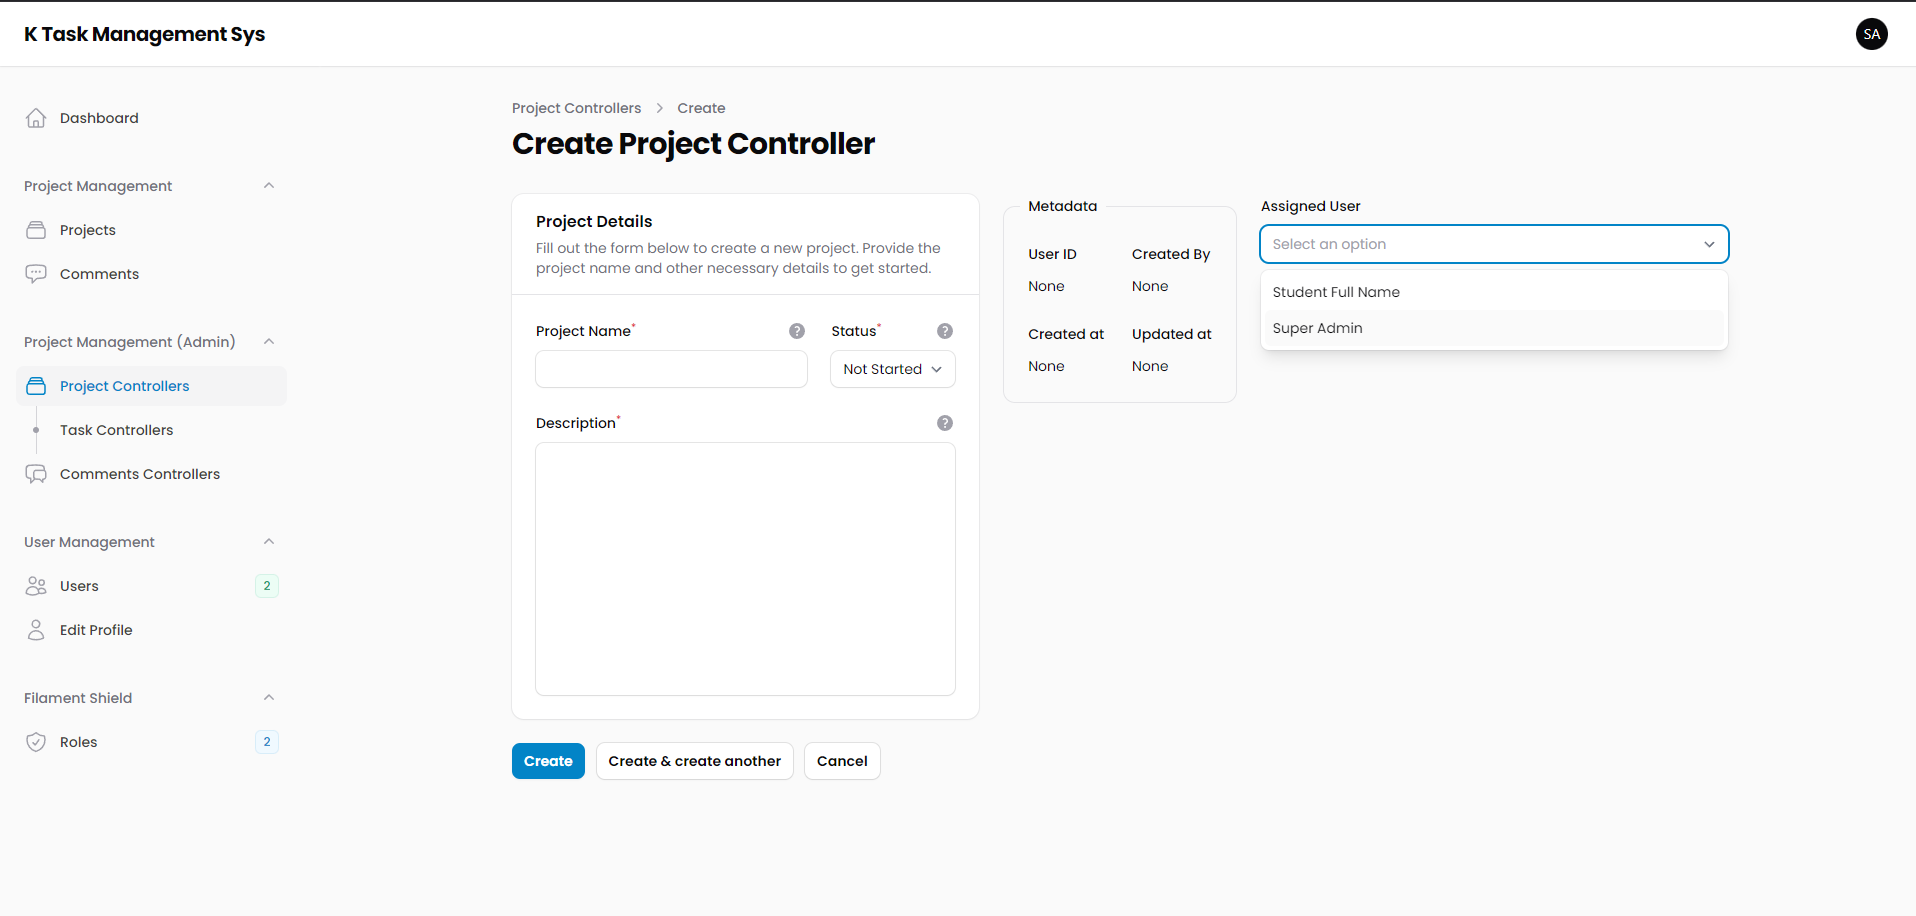 K Task Management Sys
SA
Dashboard
Project Management
Projects
Comments
Project Management (Admin)
Project Controllers
Task Controllers
Comments Controllers
User Management
Users 2
Edit Profile
Filament Shield
Roles 2
Project Controllers > Create
Create Project Controller
Project Details
Fill out the form below to create a new project. Provide the
project name and other necessary details to get started.
Project Name* ? Status* ?
Not Started
Description* ?
Create Create & create another Cancel
Metadata
User ID Created By
None None
Created at Updated at
None None
Assigned User
Select an option
Student Full Name
Super Admin